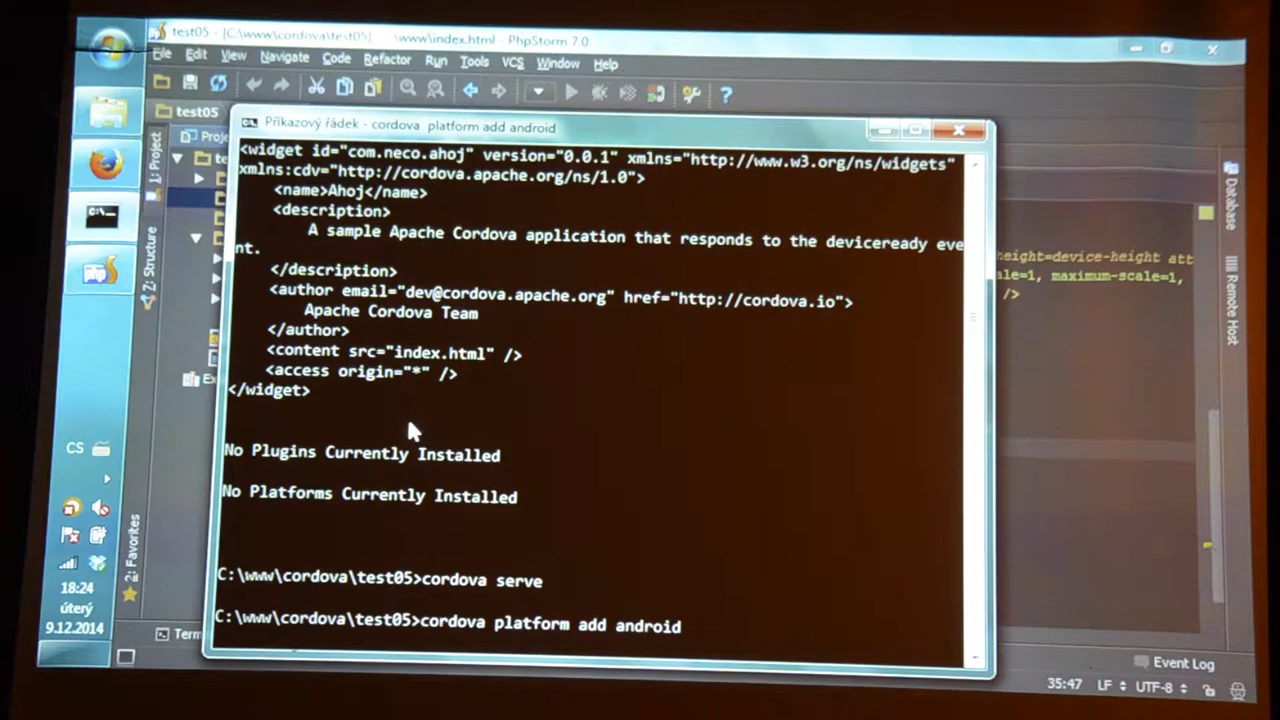 test05 - [C:\www\cordova\test05] ...\www\index.html - PhpStorm 7.0
File Edit View Navigate Code Refactor Run Tools VCS Window Help
test05
1: Project
Příkazový řádek - cordova platform add android
<widget id="com.neco.ahoj" version="0.0.1" xmlns="http://www.w3.org/ns/widgets"
xmlns:cdv="http://cordova.apache.org/ns/1.0">
<name>Ahoj</name>
<description>
A sample Apache Cordova application that responds to the deviceready eve
nt.
</description>
<author email="dev@cordova.apache.org" href="http://cordova.io">
Apache Cordova Team
</author>
<content src="index.html" />
<access origin="*" />
</widget>
No Plugins Currently Installed
No Platforms Currently Installed
C:\www\cordova\test05>cordova serve
C:\www\cordova\test05>cordova platform add android
height=device-height att
ale=1, maximum-scale=1,
/>
Database
Remote Host
Z: Structure
2: Favorites
CS
18:24
úterý
9.12.2014
Term
Event Log
35:47 LF UTF-8